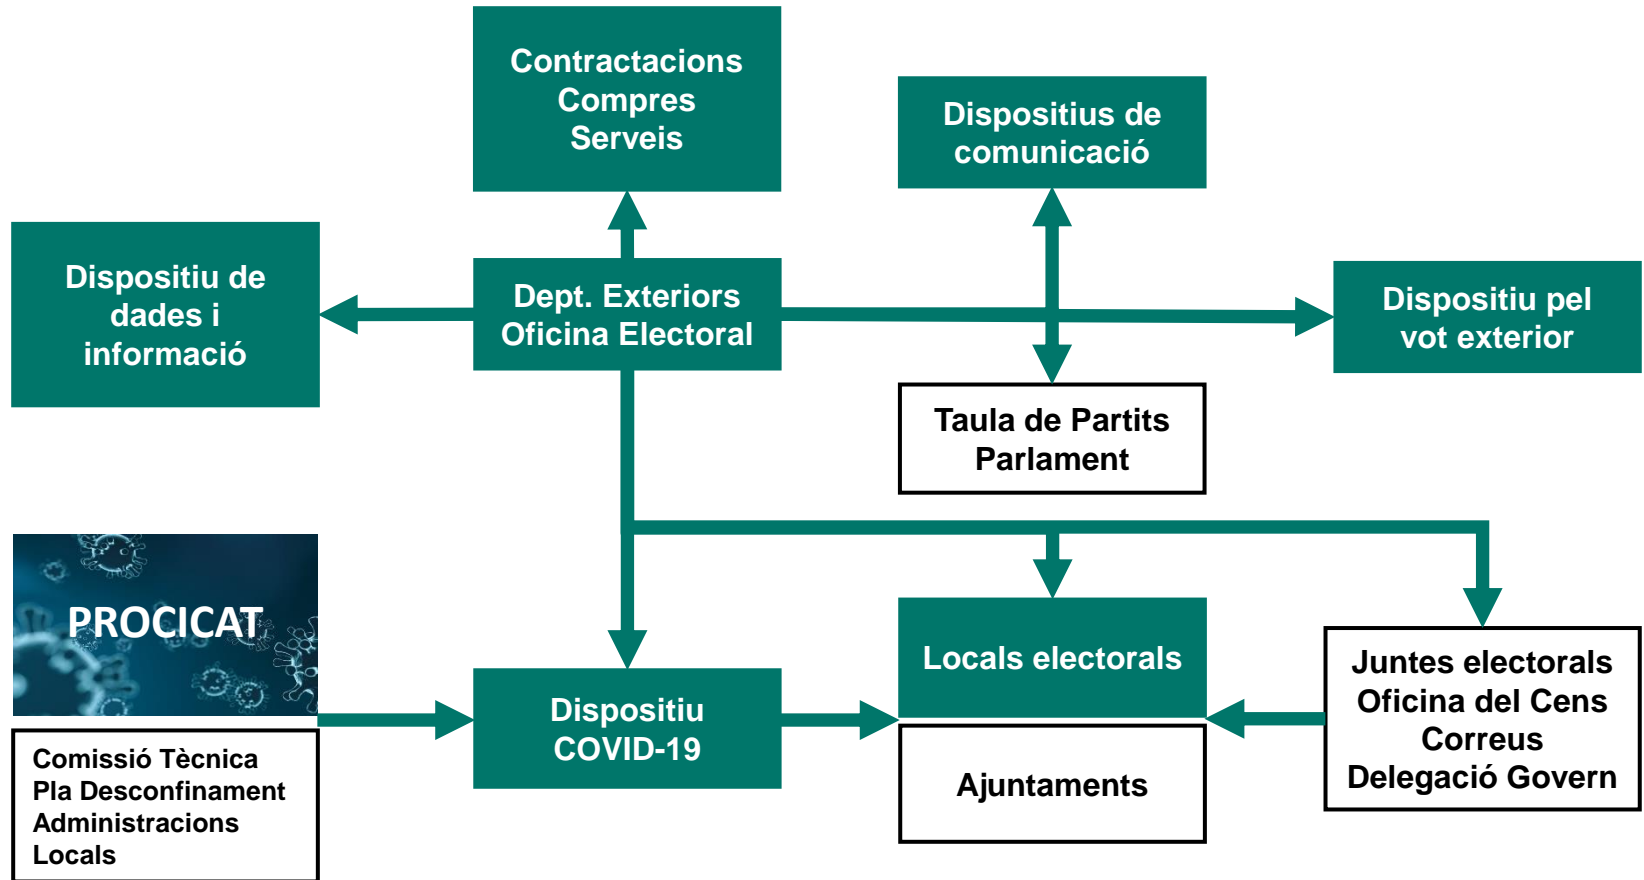 Contractacions
Compres
Serveis
Dispositius de
comunicació
Dispositiu de
dades i
informació
Dept. Exteriors
Oficina Electoral
Dispositiu pel
vot exterior
Taula de Partits
Parlament
PROCICAT
Comissió Tècnica
Pla Desconfinament
Administracions
Locals
Dispositiu
COVID-19
Locals electorals
Ajuntaments
Juntes electorals
Oficina del Cens
Correus
Delegació Govern